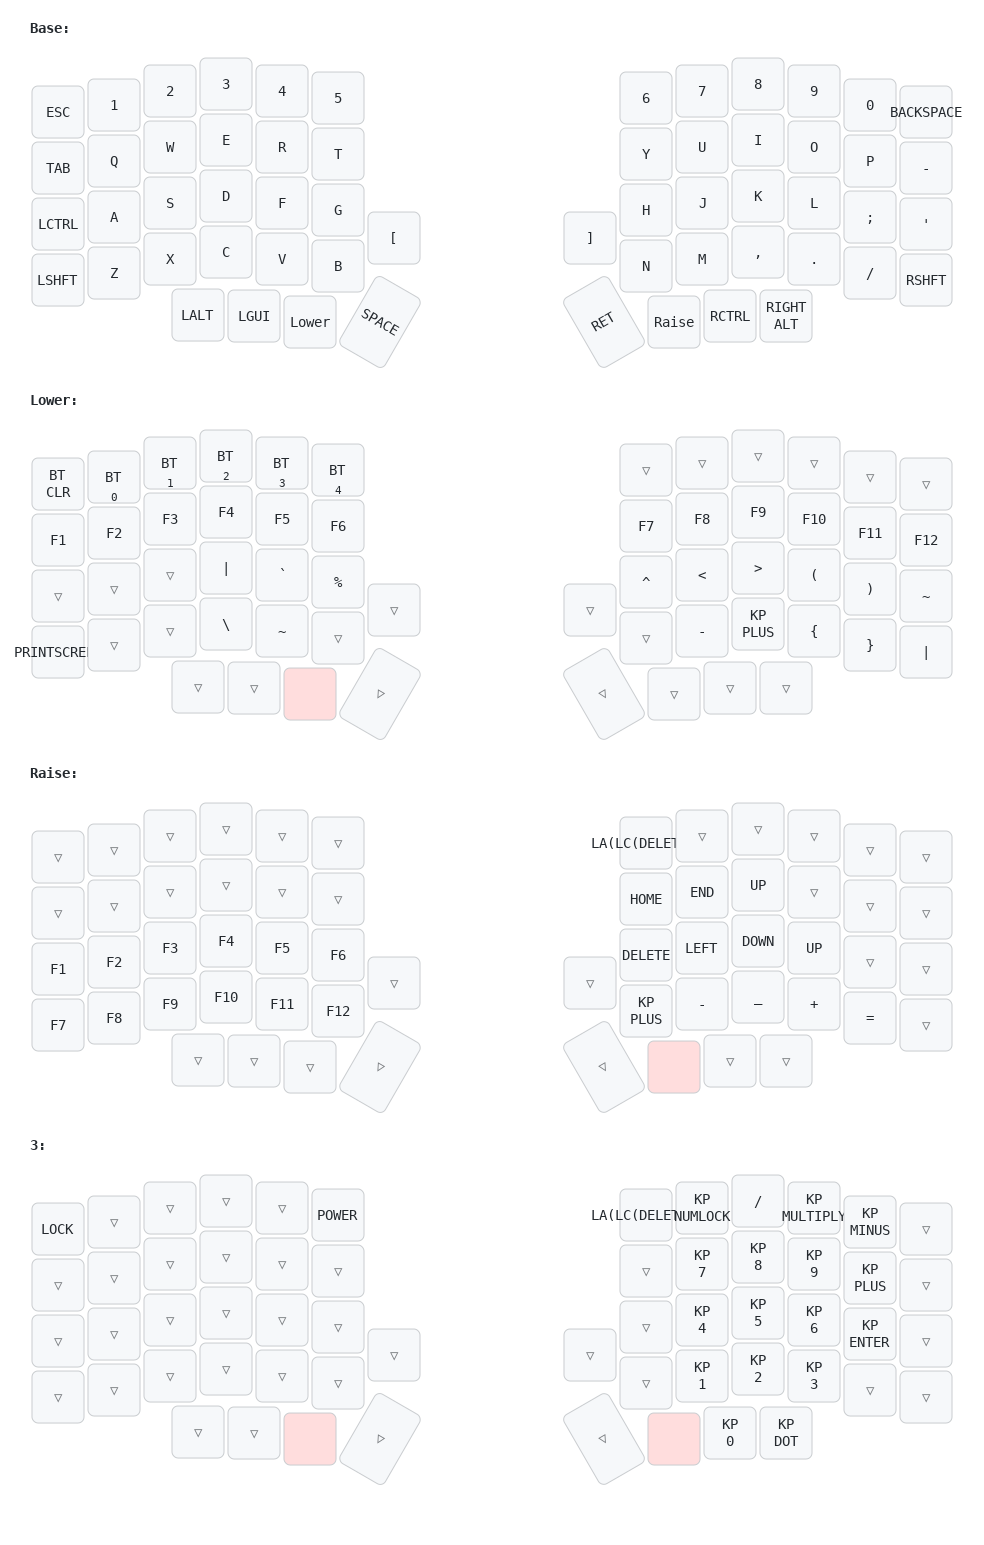 Base:
ESC 1 2 3 4 5 6 7 8 9 0 BACKSPACE
TAB Q W E R T Y U I O P -
LCTRL A S D F G H J K L ; '
LSHFT Z X C V B [ ] N M , . / RSHFT
LALT LGUI Lower SPACE RET Raise RCTRL RIGHT ALT
Lower:
BT CLR BT 0 BT 1 BT 2 BT 3 BT 4 ▽ ▽ ▽ ▽ ▽ ▽
F1 F2 F3 F4 F5 F6 F7 F8 F9 F10 F11 F12
▽ ▽ ▽ | ` % ^ < > ( ) ~
PRINTSCREE ▽ ▽ \ ~ ▽ ▽ ▽ ▽ - KP PLUS { } |
▽ ▽ ▽ ▽ ▽ ▽ ▽
Raise:
▽ ▽ ▽ ▽ ▽ ▽ LA(LC(DELET ▽ ▽ ▽ ▽ ▽
▽ ▽ ▽ ▽ ▽ ▽ HOME END UP ▽ ▽ ▽
F1 F2 F3 F4 F5 F6 DELETE LEFT DOWN UP ▽ ▽
F7 F8 F9 F10 F11 F12 ▽ ▽ KP PLUS - – + = ▽
▽ ▽ ▽ ▽ ▽ ▽ ▽
3:
LOCK ▽ ▽ ▽ ▽ POWER LA(LC(DELET KP NUMLOCK / KP MULTIPLY KP MINUS ▽
▽ ▽ ▽ ▽ ▽ ▽ ▽ KP 7 KP 8 KP 9 KP PLUS ▽
▽ ▽ ▽ ▽ ▽ ▽ ▽ KP 4 KP 5 KP 6 KP ENTER ▽
▽ ▽ ▽ ▽ ▽ ▽ ▽ ▽ ▽ KP 1 KP 2 KP 3 ▽ ▽
▽ ▽ ▽ ▽ KP 0 KP DOT